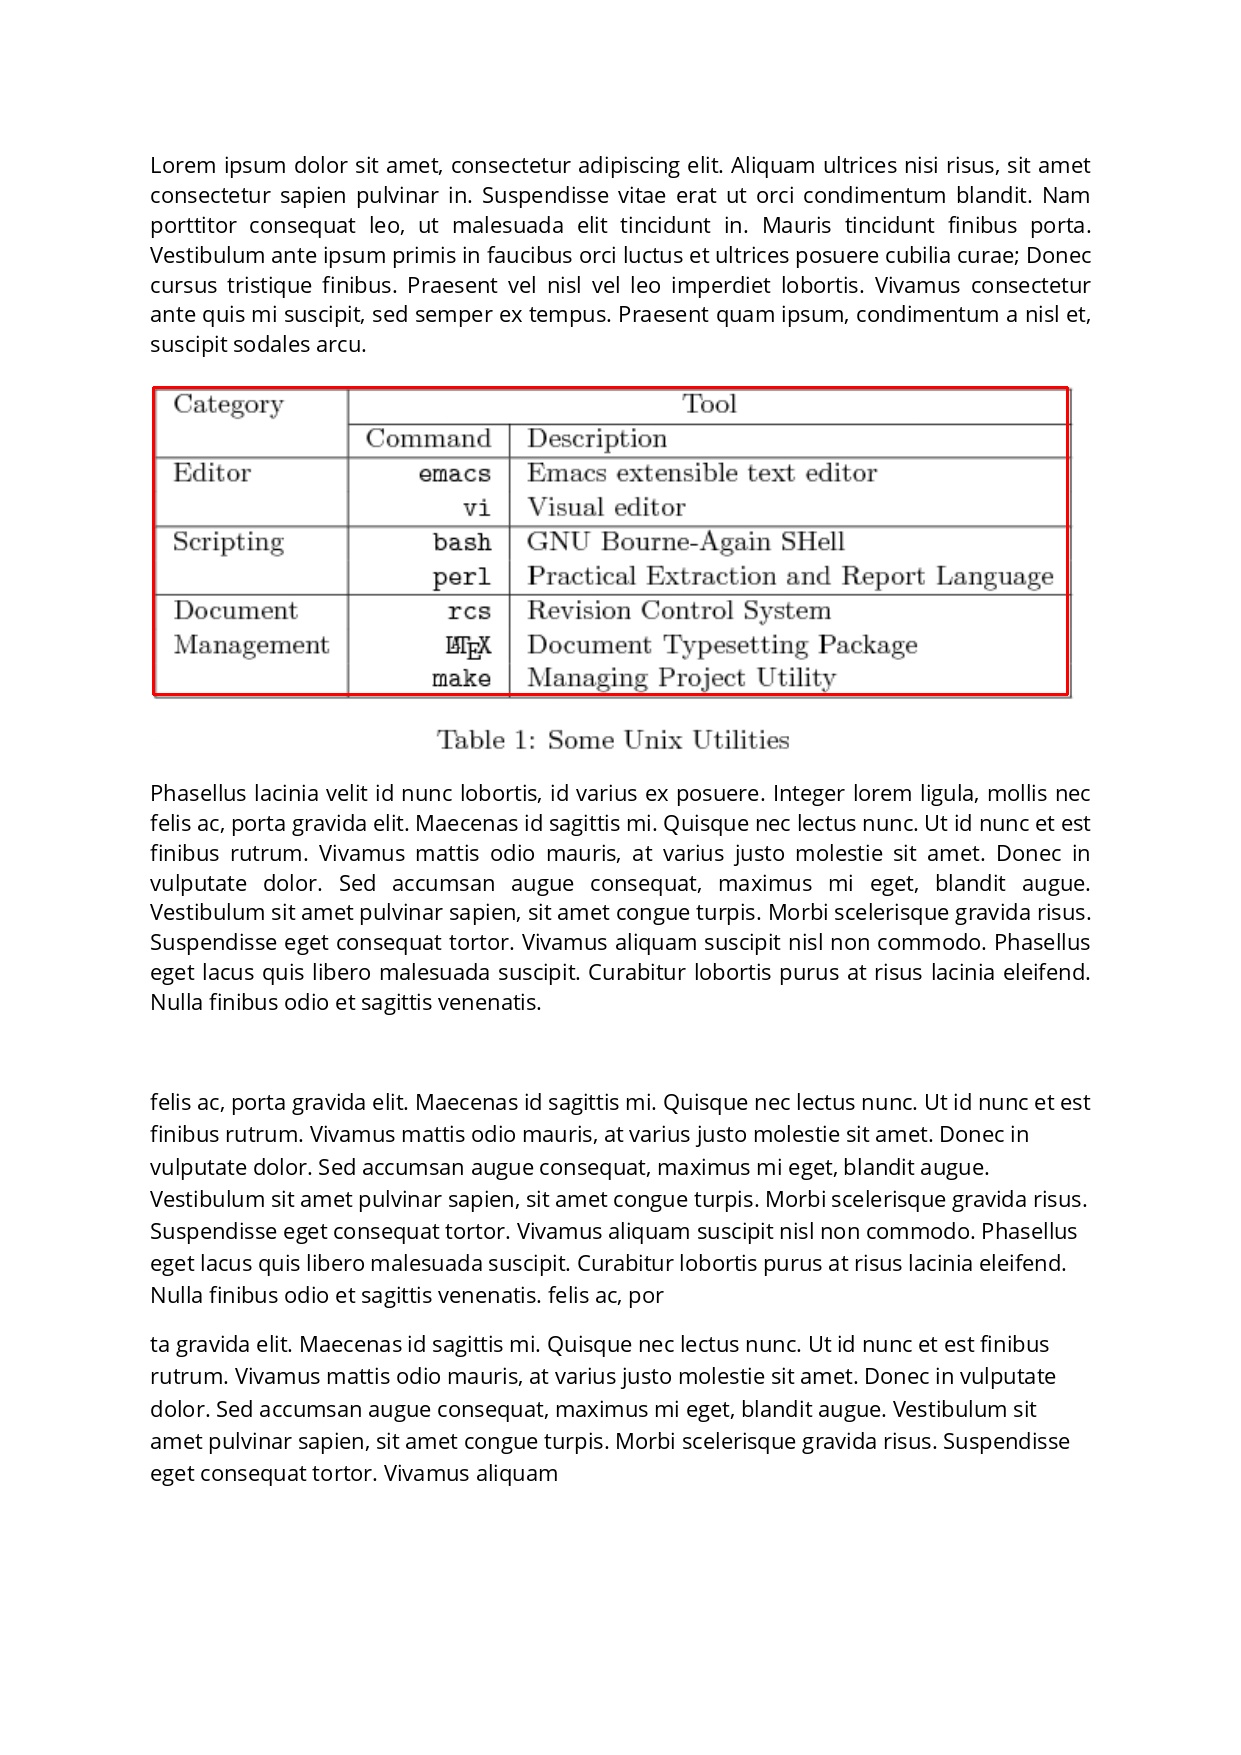 Lorem ipsum dolor sit amet, consectetur adipiscing elit. Aliquam ultrices nisi risus, sit amet
consectetur sapien pulvinar in. Suspendisse vitae erat ut orci condimentum blandit. Nam
porttitor consequat leo, ut malesuada elit tincidunt in. Mauris tincidunt finibus porta.
Vestibulum ante ipsum primis in faucibus orci luctus et ultrices posuere cubilia curae; Donec
cursus tristique finibus. Praesent vel nisl vel leo imperdiet lobortis. Vivamus consectetur
ante quis mi suscipit, sed semper ex tempus. Praesent quam ipsum, condimentum a nisl et,
suscipit sodales arcu.
Category Tool
Command Description
Editor emacs Emacs extensible text editor
vi Visual editor
Scripting bash GNU Bourne-Again SHell
perl Practical Extraction and Report Language
Document rcs Revision Control System
Management LATEX Document Typesetting Package
make Managing Project Utility
Table 1: Some Unix Utilities
Phasellus lacinia velit id nunc lobortis, id varius ex posuere. Integer lorem ligula, mollis nec
felis ac, porta gravida elit. Maecenas id sagittis mi. Quisque nec lectus nunc. Ut id nunc et est
finibus rutrum. Vivamus mattis odio mauris, at varius justo molestie sit amet. Donec in
vulputate dolor. Sed accumsan augue consequat, maximus mi eget, blandit augue.
Vestibulum sit amet pulvinar sapien, sit amet congue turpis. Morbi scelerisque gravida risus.
Suspendisse eget consequat tortor. Vivamus aliquam suscipit nisl non commodo. Phasellus
eget lacus quis libero malesuada suscipit. Curabitur lobortis purus at risus lacinia eleifend.
Nulla finibus odio et sagittis venenatis.
felis ac, porta gravida elit. Maecenas id sagittis mi. Quisque nec lectus nunc. Ut id nunc et est
finibus rutrum. Vivamus mattis odio mauris, at varius justo molestie sit amet. Donec in
vulputate dolor. Sed accumsan augue consequat, maximus mi eget, blandit augue.
Vestibulum sit amet pulvinar sapien, sit amet congue turpis. Morbi scelerisque gravida risus.
Suspendisse eget consequat tortor. Vivamus aliquam suscipit nisl non commodo. Phasellus
eget lacus quis libero malesuada suscipit. Curabitur lobortis purus at risus lacinia eleifend.
Nulla finibus odio et sagittis venenatis. felis ac, por
ta gravida elit. Maecenas id sagittis mi. Quisque nec lectus nunc. Ut id nunc et est finibus
rutrum. Vivamus mattis odio mauris, at varius justo molestie sit amet. Donec in vulputate
dolor. Sed accumsan augue consequat, maximus mi eget, blandit augue. Vestibulum sit
amet pulvinar sapien, sit amet congue turpis. Morbi scelerisque gravida risus. Suspendisse
eget consequat tortor. Vivamus aliquam